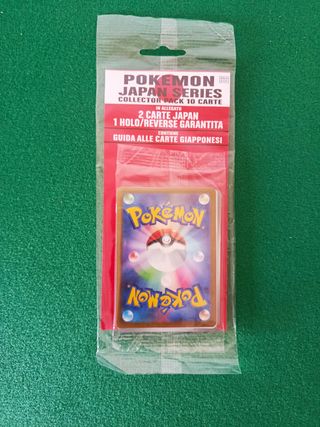 POKEMON
JAPAN SERIES
COLLECTOR PACK 10 CARTE
IN ALLEGATO
2 CARTE JAPAN
1 HOLO/REVERSE GARANTITA
CONTIENE
GUIDA ALLE CARTE GIAPPONESI
POKÉMON
POKÉMON